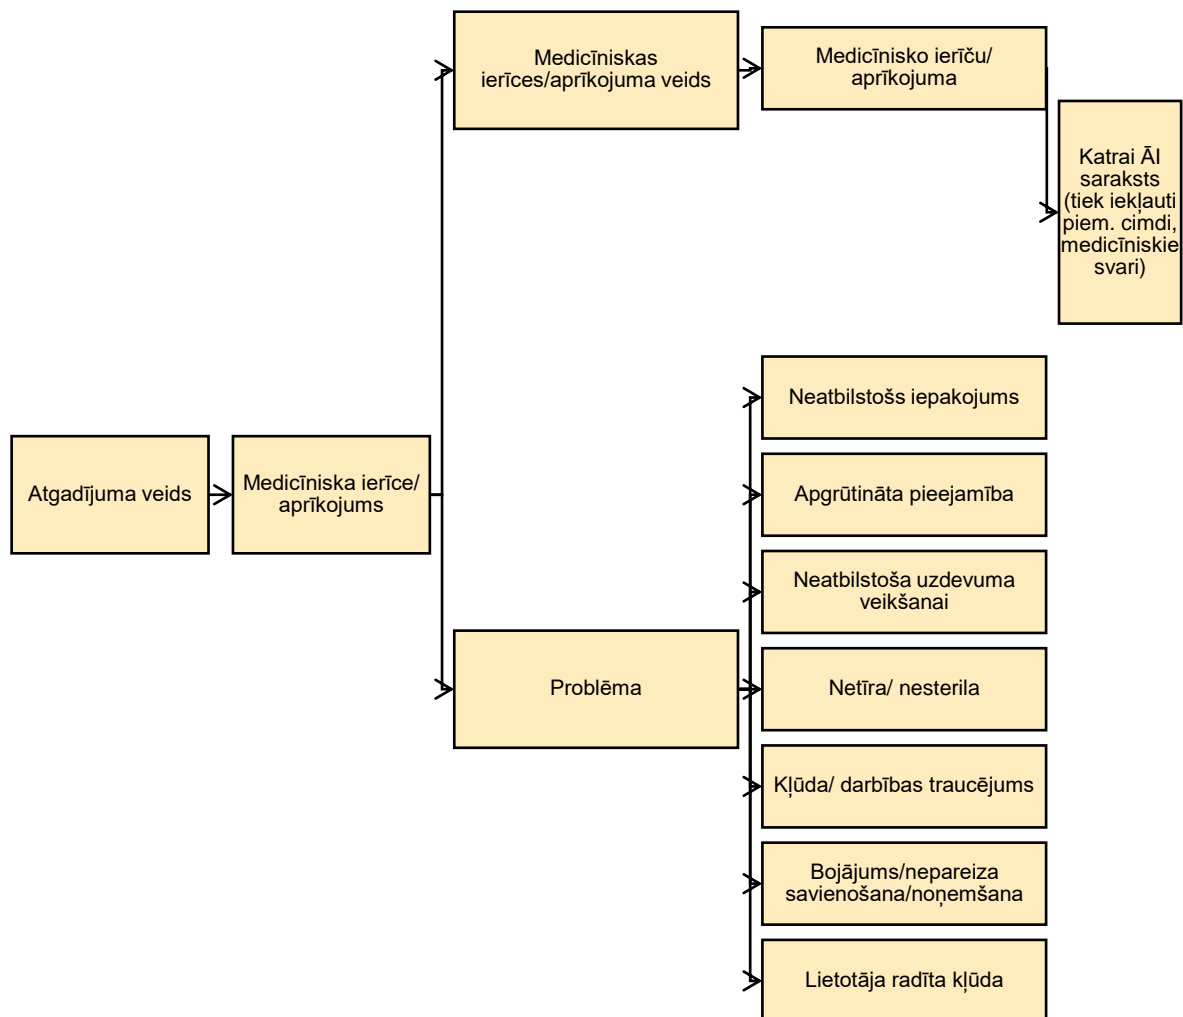 Medicīniskas
ierīces/aprīkojuma veids
Medicīnisko ierīču/
aprīkojuma
Katrai ĀI
saraksts
(tiek iekļauti
piem. cimdi,
medicīniskie
svari)
Atgadījuma veids
Medicīniska ierīce/
aprīkojums
Problēma
Neatbilstošs iepakojums
Apgrūtināta pieejamība
Neatbilstoša uzdevuma
veikšanai
Netīra/ nesterila
Kļūda/ darbības traucējums
Bojājums/nepareiza
savienošana/noņemšana
Lietotāja radīta kļūda